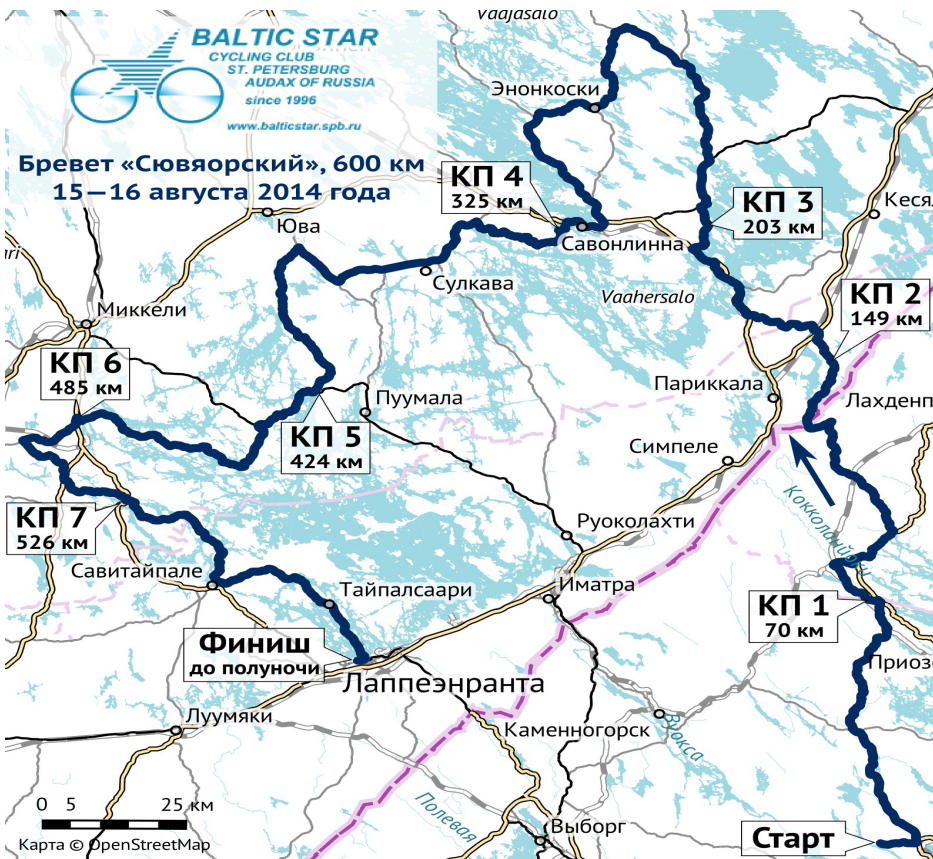 Vaajasalo
BALTIC STAR
CYCLING CLUB
ST. PETERSBURG
AUDAX OF RUSSIA
since 1996
www.balticstar.spb.ru
Энонкоски
Бревет «Сювяорский», 600 км
15—16 августа 2014 года
КП 4
325 км
КП 3
203 км
Кесял
Юва
Савонлинна
Сулкава
Vaahersalo
КП 2
149 км
Миккели
КП 6
485 км
Париккала
Пуумала
Лахденп
КП 5
424 км
Симпеле
КП 7
526 км
Руоколахти
Савитайпале
Тайпалсаари
Иматра
КП 1
70 км
Финиш
до полуночи
Приоз
Лаппеэнранта
Луумяки
Каменногорск
Вуокса
0 5 25 км
Полевая
Выборг
Старт
Карта © OpenStreetMap